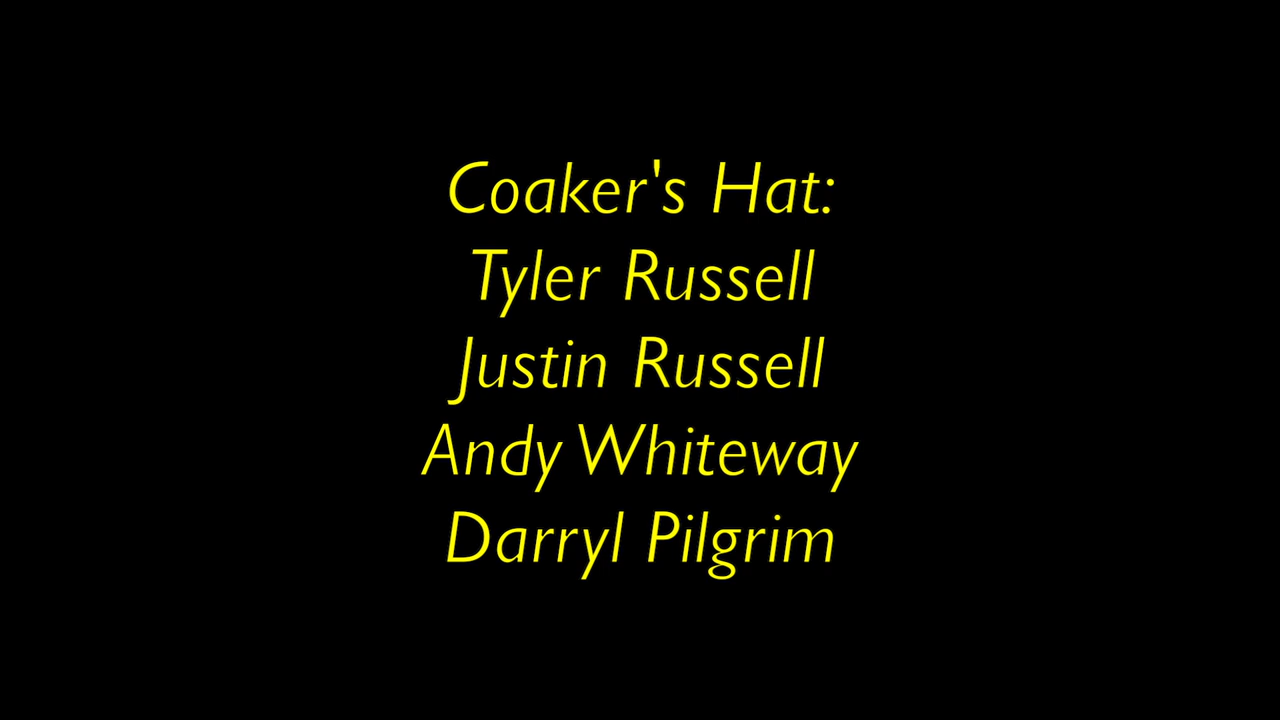 Coaker's Hat:
Tyler Russell
Justin Russell
Andy Whiteway
Darryl Pilgrim